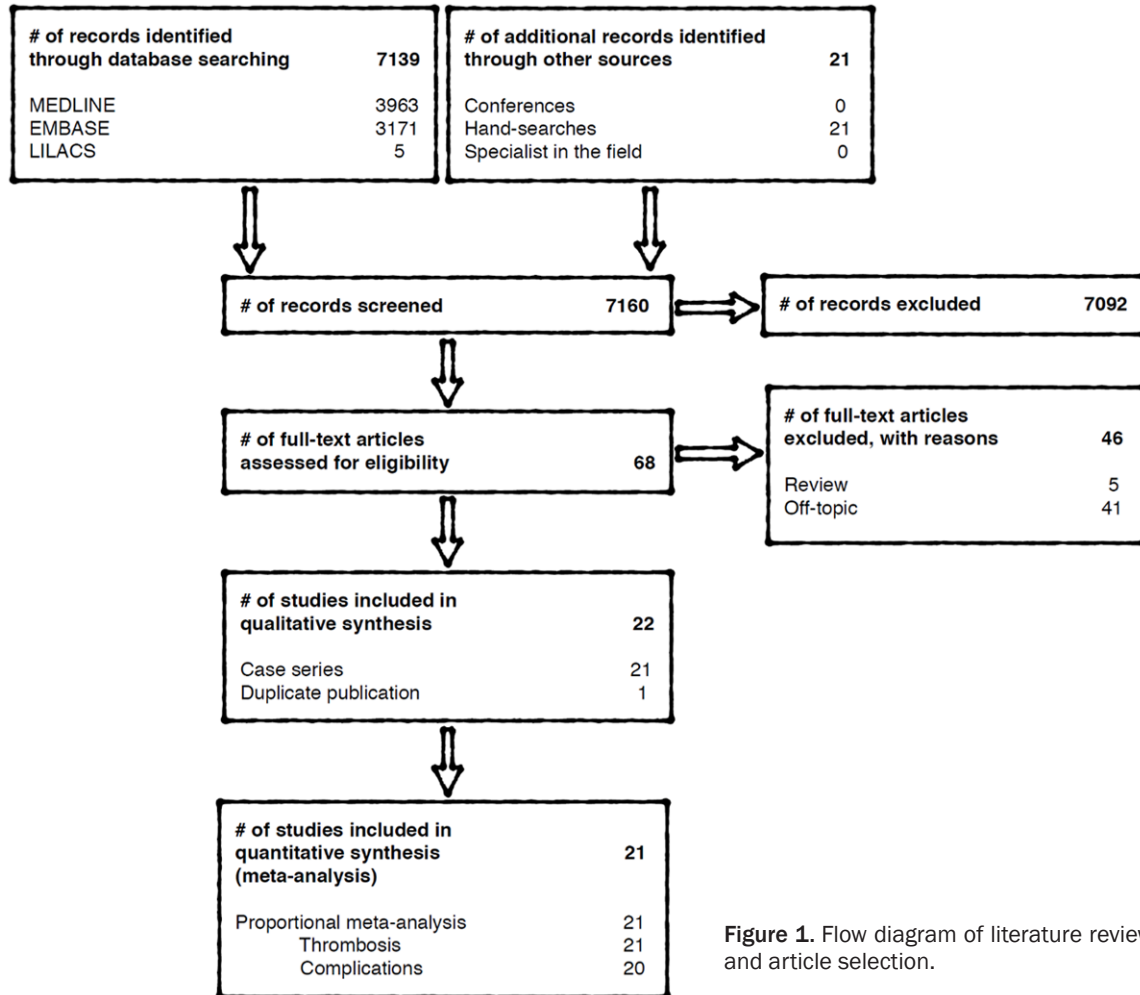 # of records identified
through database searching 7139
MEDLINE 3963
EMBASE 3171
LILACS 5
# of additional records identified
through other sources 21
Conferences 0
Hand-searches 21
Specialist in the field 0
# of records screened 7160
# of records excluded 7092
# of full-text articles
assessed for eligibility 68
# of full-text articles
excluded, with reasons 46
Review 5
Off-topic 41
# of studies included in
qualitative synthesis 22
Case series 21
Duplicate publication 1
# of studies included in
quantitative synthesis 21
(meta-analysis)
Proportional meta-analysis 21
Thrombosis 21
Complications 20
Figure 1. Flow diagram of literature review
and article selection.